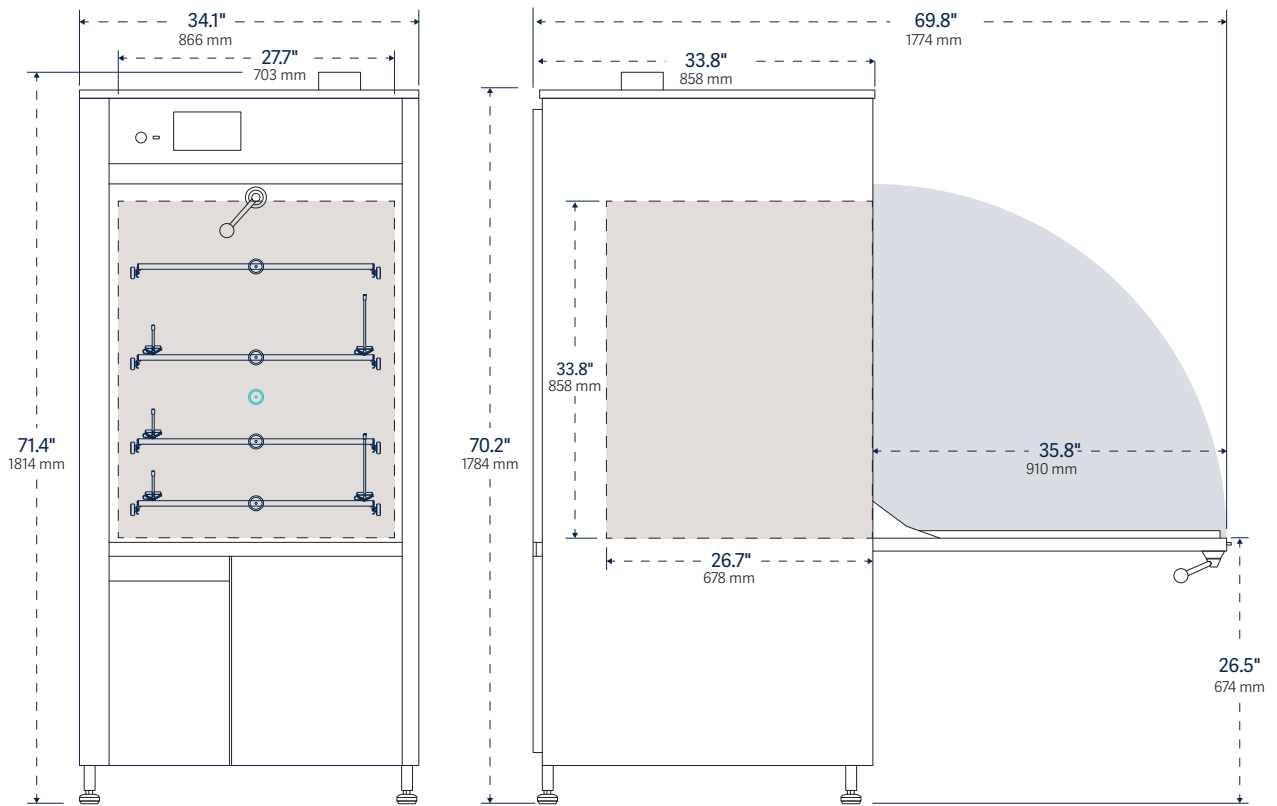 34.1"
866 mm
27.7"
703 mm
69.8"
1774 mm
33.8"
858 mm
33.8"
858 mm
71.4"
1814 mm
70.2"
1784 mm
35.8"
910 mm
26.7"
678 mm
26.5"
674 mm